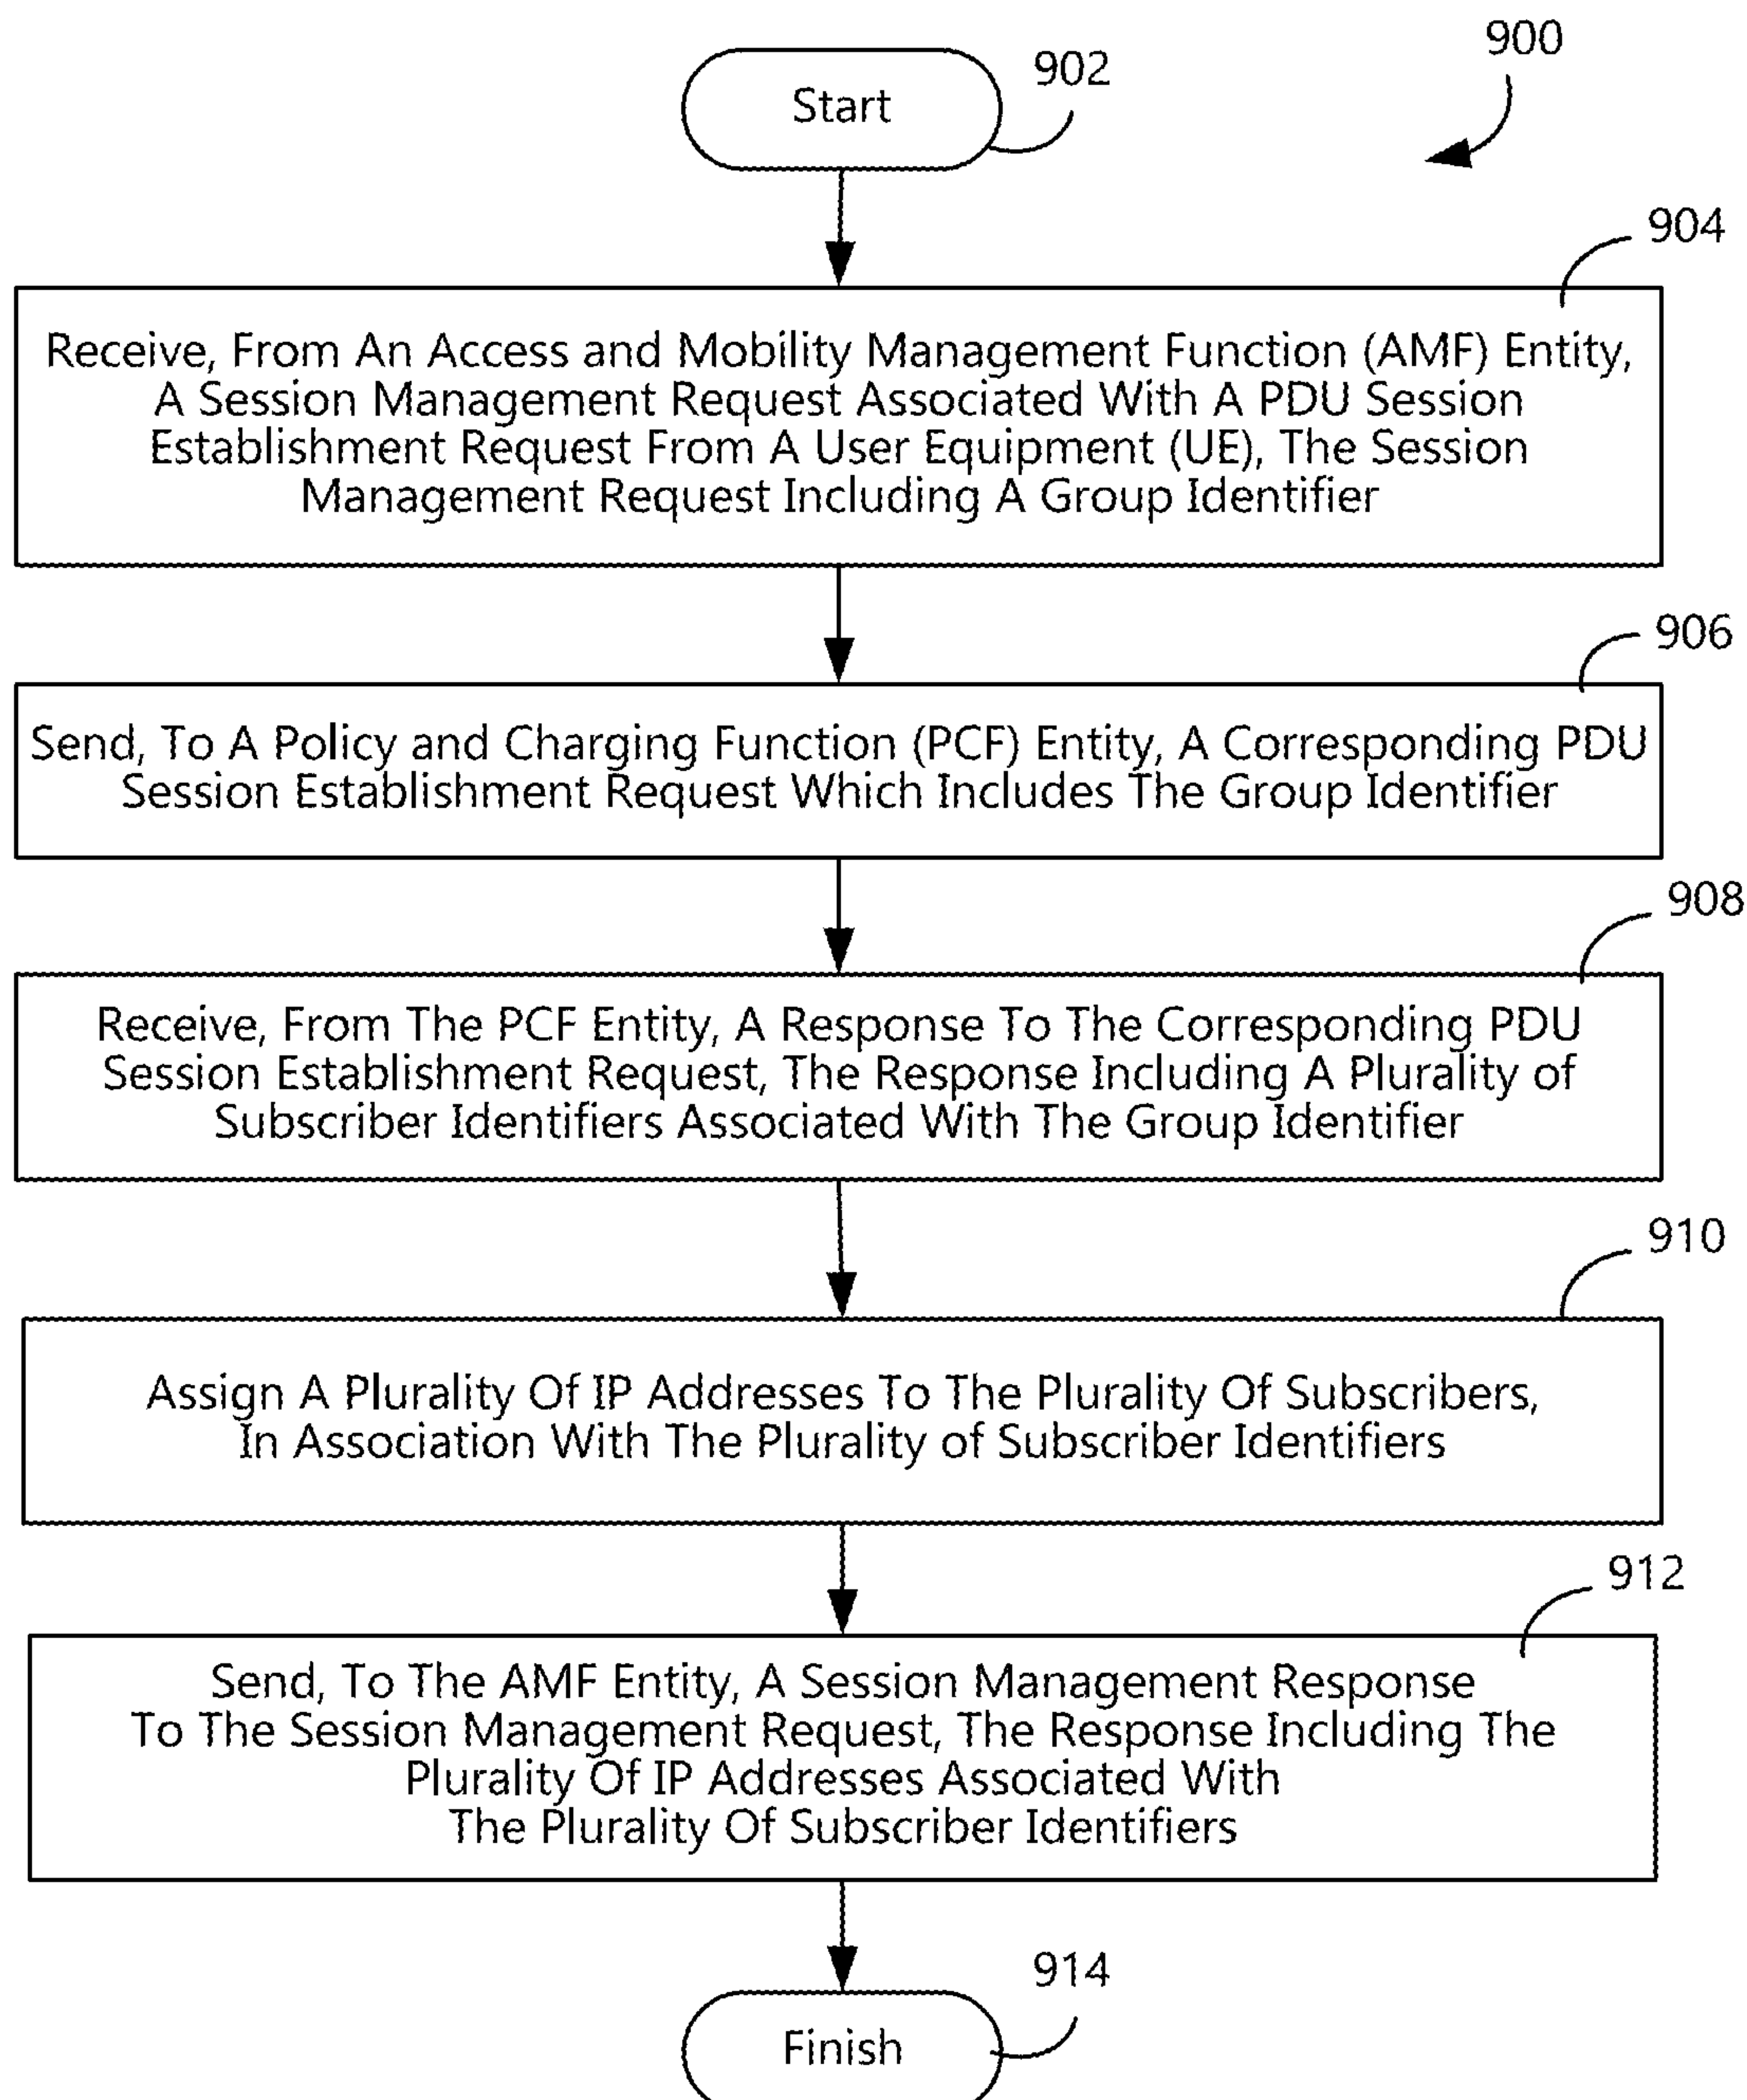 900
902
Start
904
Receive, From An Access and Mobility Management Function (AMF) Entity,
A Session Management Request Associated With A PDU Session
Establishment Request From A User Equipment (UE), The Session
Management Request Including A Group Identifier
906
Send, To A Policy and Charging Function (PCF) Entity, A Corresponding PDU
Session Establishment Request Which Includes The Group Identifier
908
Receive, From The PCF Entity, A Response To The Corresponding PDU
Session Establishment Request, The Response Including A Plurality of
Subscriber Identifiers Associated With The Group Identifier
910
Assign A Plurality Of IP Addresses To The Plurality Of Subscribers,
In Association With The Plurality of Subscriber Identifiers
912
Send, To The AMF Entity, A Session Management Response
To The Session Management Request, The Response Including The
Plurality Of IP Addresses Associated With
The Plurality Of Subscriber Identifiers
914
Finish